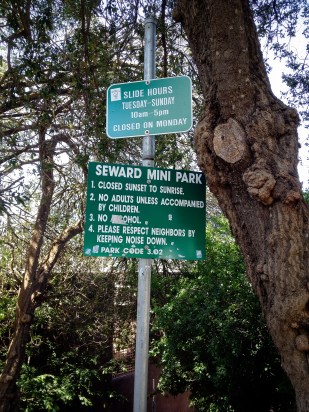 SLIDE HOURS
TUESDAY-SUNDAY
10am-5pm
CLOSED ON MONDAY
SEWARD MINI PARK
1. CLOSED SUNSET TO SUNRISE.
2. NO ADULTS UNLESS ACCOMPANIED
BY CHILDREN.
3. NO ALCOHOL.
4. PLEASE RESPECT NEIGHBORS BY
KEEPING NOISE DOWN.
PARK CODE 3.02